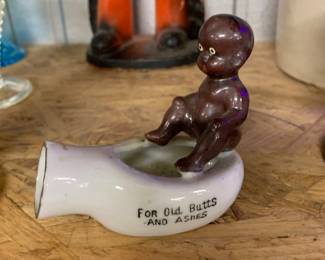 FOR Old Butts
AND ASHES